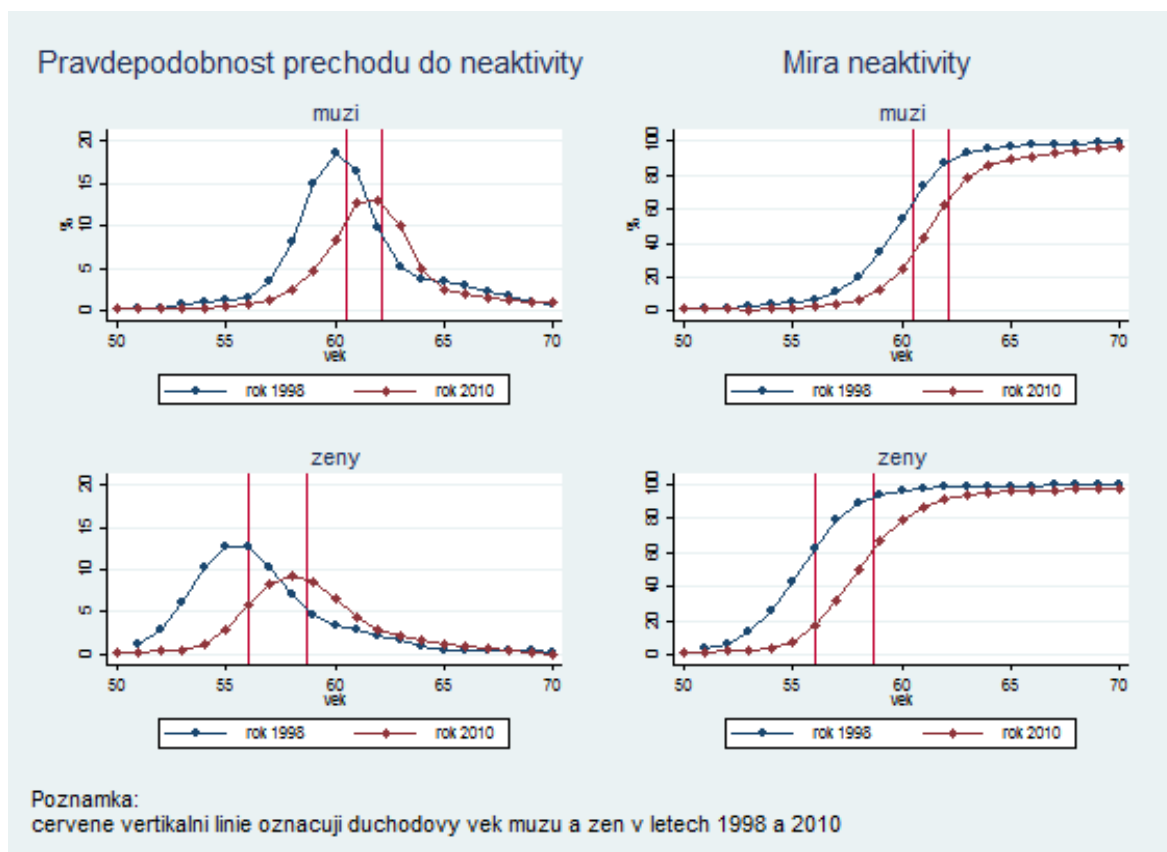 Pravdepodobnost prechodu do neaktivity
Mira neaktivity
muzi
20
15
10
5
0
%
50 55 60 65 70
vek
rok 1998 rok 2010
muzi
100
80
60
40
20
0
%
50 55 60 65 70
vek
rok 1998 rok 2010
zeny
20
15
10
5
0
50 55 60 65 70
vek
rok 1998 rok 2010
zeny
100
80
60
40
20
0
50 55 60 65 70
vek
rok 1998 rok 2010
Poznamka:
cervene vertikalni linie oznacuji duchodovy vek muzu a zen v letech 1998 a 2010